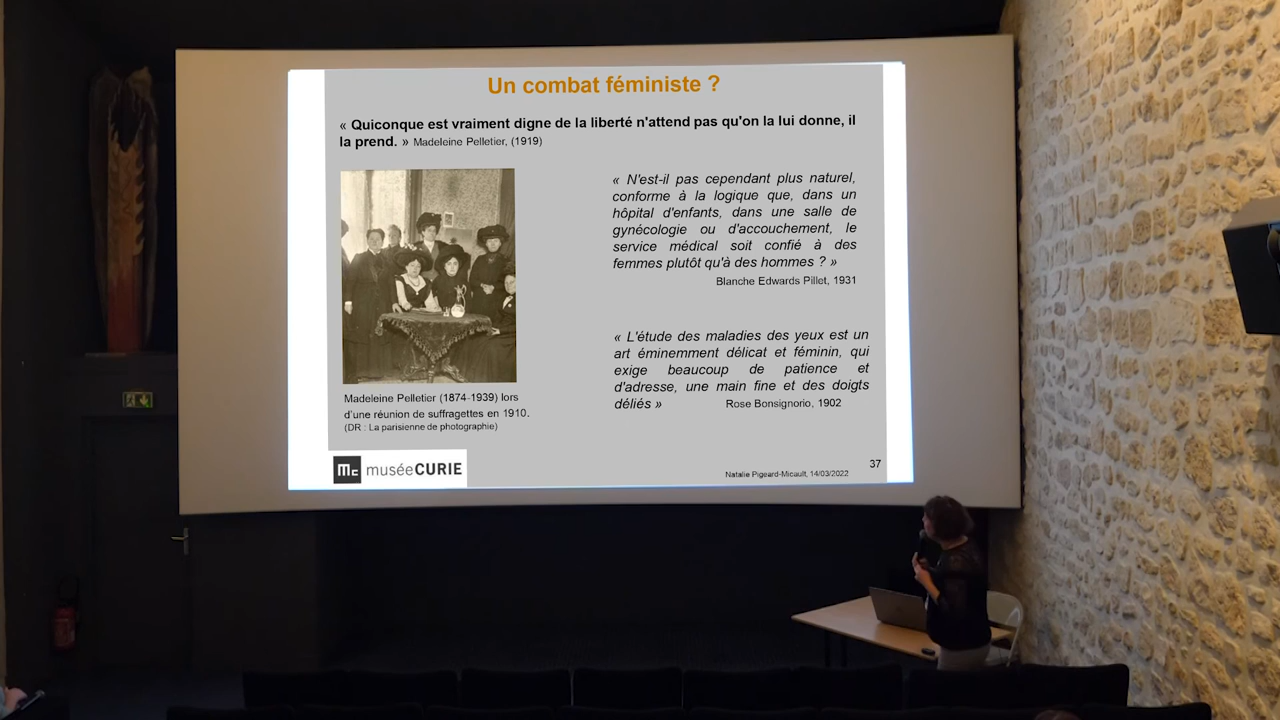 Un combat féministe ?
« Quiconque est vraiment digne de la liberté n'attend pas qu'on la lui donne, il
la prend. » Madeleine Pelletier, (1919)
« N'est-il pas cependant plus naturel,
conforme à la logique que, dans un
hôpital d'enfants, dans une salle de
gynécologie ou d'accouchement, le
service médical soit confié à des
femmes plutôt qu'à des hommes ? »
Blanche Edwards Pillet, 1931
« L'étude des maladies des yeux est un
art éminemment délicat et féminin, qui
exige beaucoup de patience et
d'adresse, une main fine et des doigts
déliés » Rose Bonsignorio, 1902
Madeleine Pelletier (1874-1939) lors
d'une réunion de suffragettes en 1910.
(DR : La parisienne de photographie)
Mc muséeCURIE
Natalie Pigeard-Micault, 14/03/2022
37